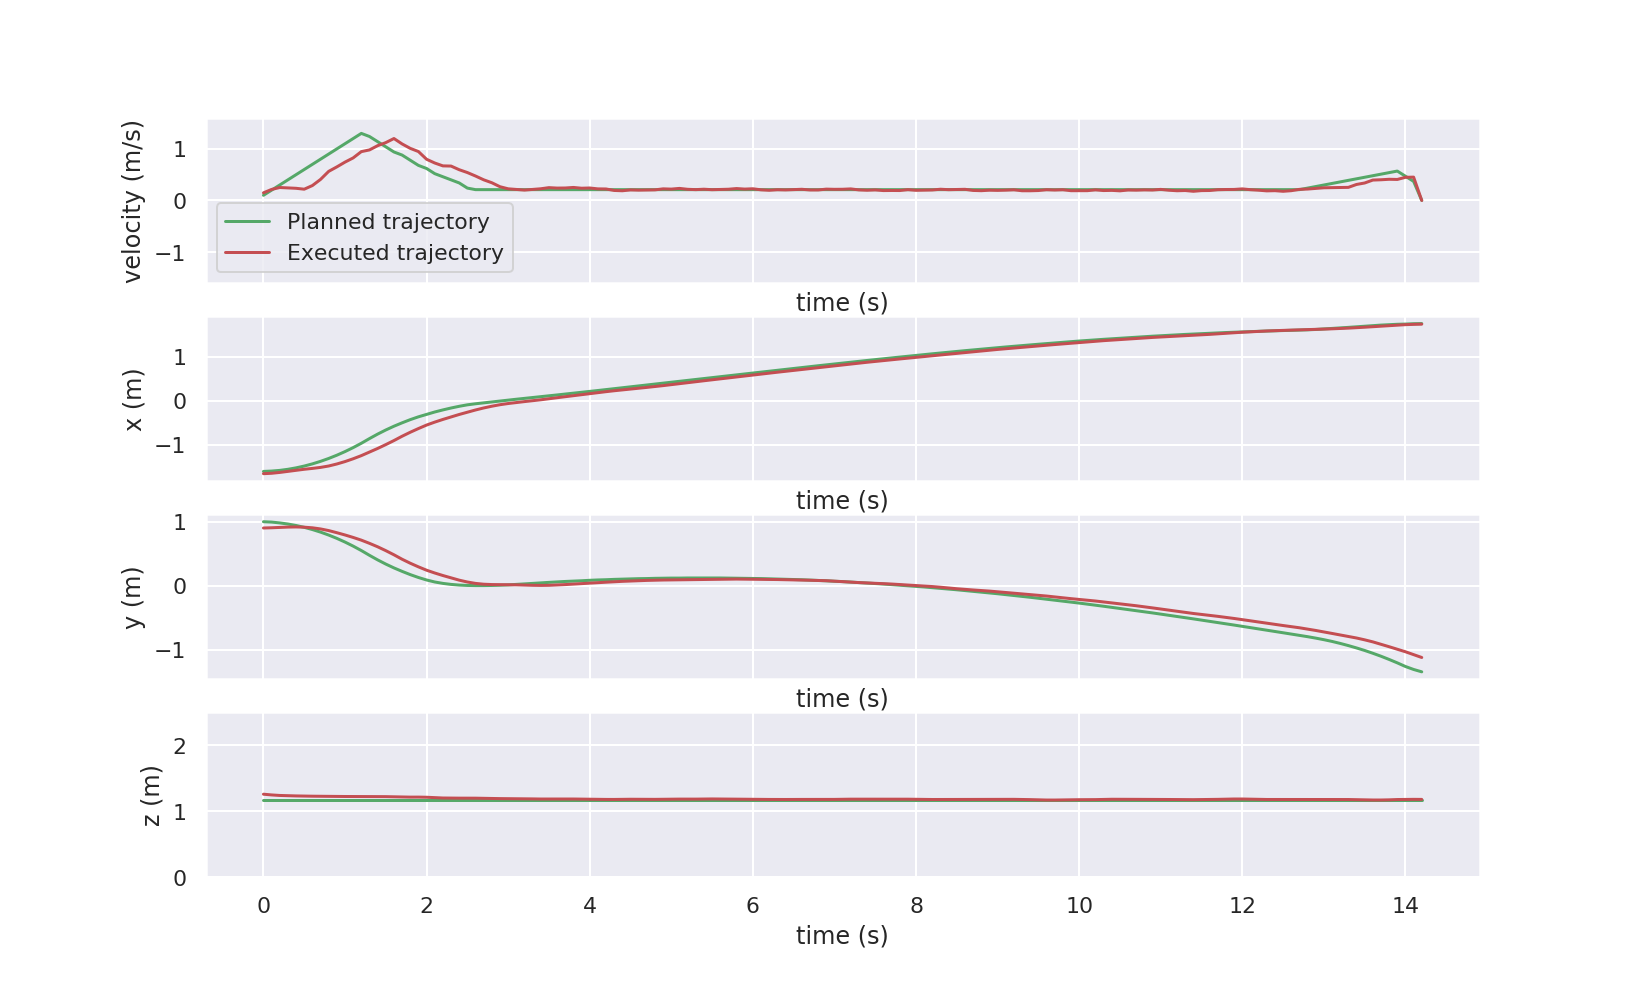 velocity (m/s)
1
0
−1
Planned trajectory
Executed trajectory
time (s)
x (m)
1
0
−1
time (s)
y (m)
1
0
−1
time (s)
z (m)
2
1
0
0 2 4 6 8 10 12 14
time (s)